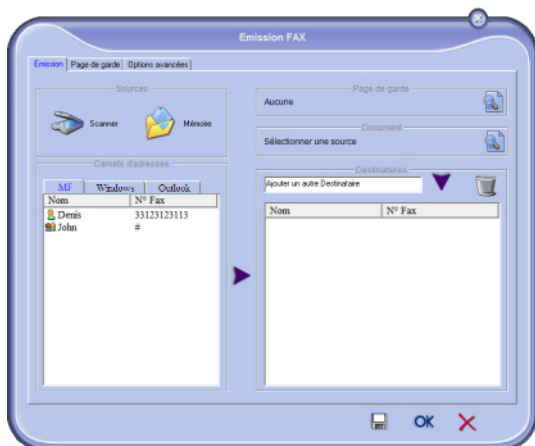 Emission FAX
Emission Page de garde Options avancées
Sources
Scanner Mémoire
Page de garde
Aucune
Document
Sélectionner une source
Carnets d'adresses
MF Windows Outlook
Nom N° Fax
Denis 33123123113
John #
Destinataires
Ajouter un autre Destinataire
Nom N° Fax
OK